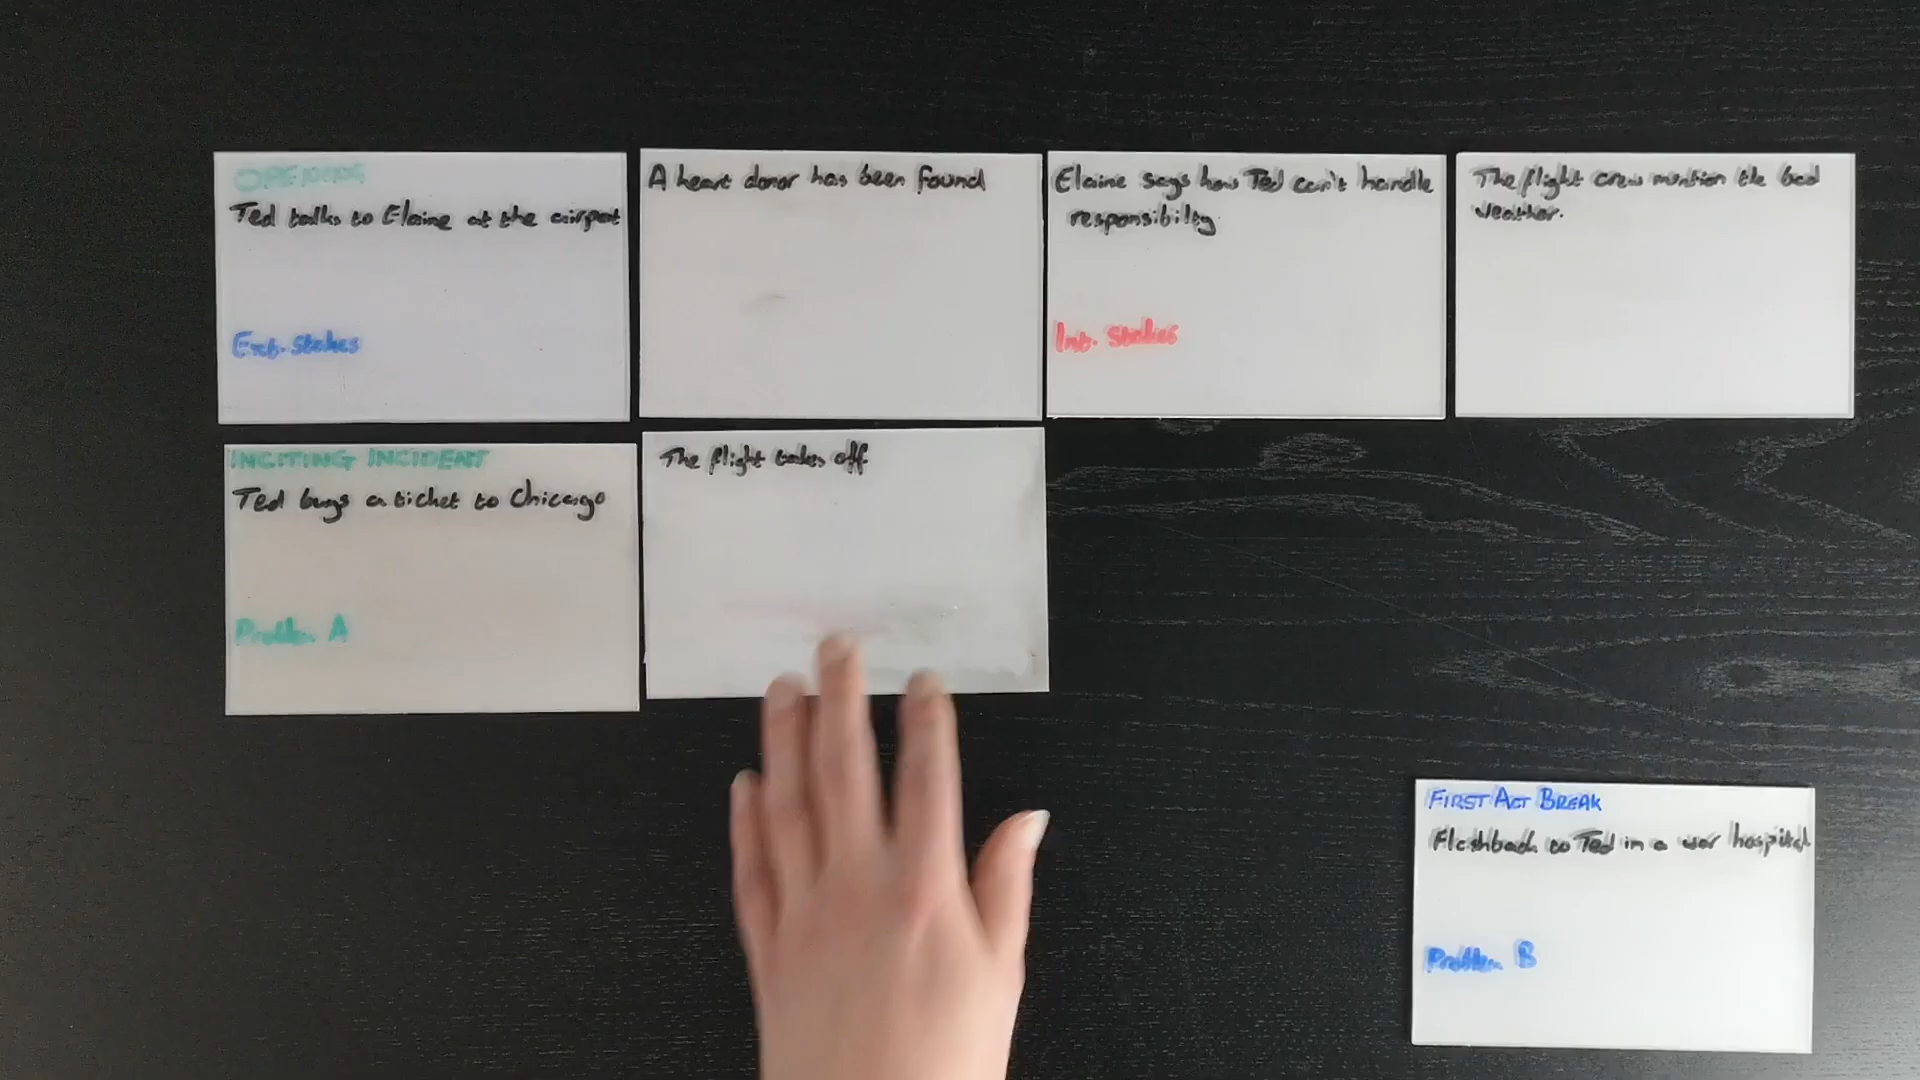 OPENING
Ted talks to Elaine at the airport
Ext. Stakes
A heart donor has been found
Elaine says how Ted can't handle
responsibility
Int. Stakes
The flight crew mention the bad
weather.
INCITING INCIDENT
Ted buys a ticket to Chicago
Problem A
The flight takes off
FIRST ACT BREAK
Flashback to Ted in a war hospital
Problem B